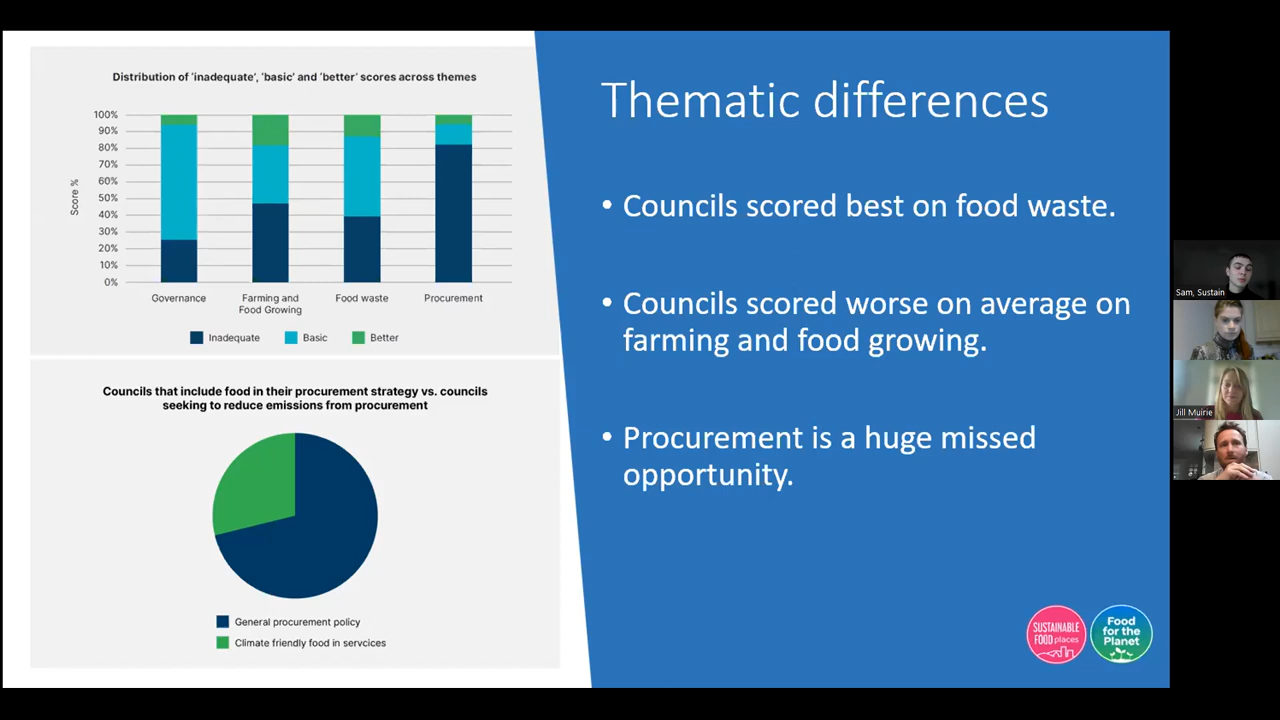 Distribution of 'inadequate', 'basic' and 'better' scores across themes
100%
90%
80%
70%
60%
50%
40%
30%
20%
10%
0%
Score %
Governance
Farming and
Food Growing
Food waste
Procurement
Inadequate
Basic
Better
Councils that include food in their procurement strategy vs. councils
seeking to reduce emissions from procurement
General procurement policy
Climate friendly food in servcices
Thematic differences
• Councils scored best on food waste.
• Councils scored worse on average on
farming and food growing.
• Procurement is a huge missed
opportunity.
SUSTAINABLE
FOOD places
Food
for the
Planet
Sam, Sustain
Jill Muirie